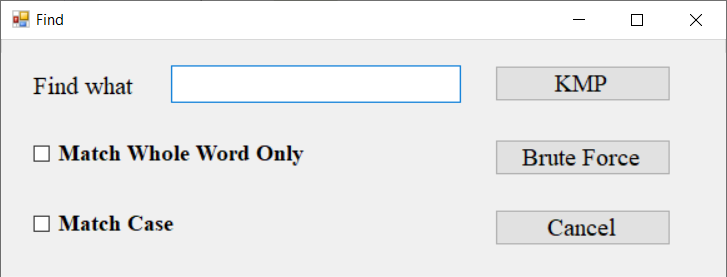 Find
Find what
KMP
Match Whole Word Only
Brute Force
Match Case
Cancel